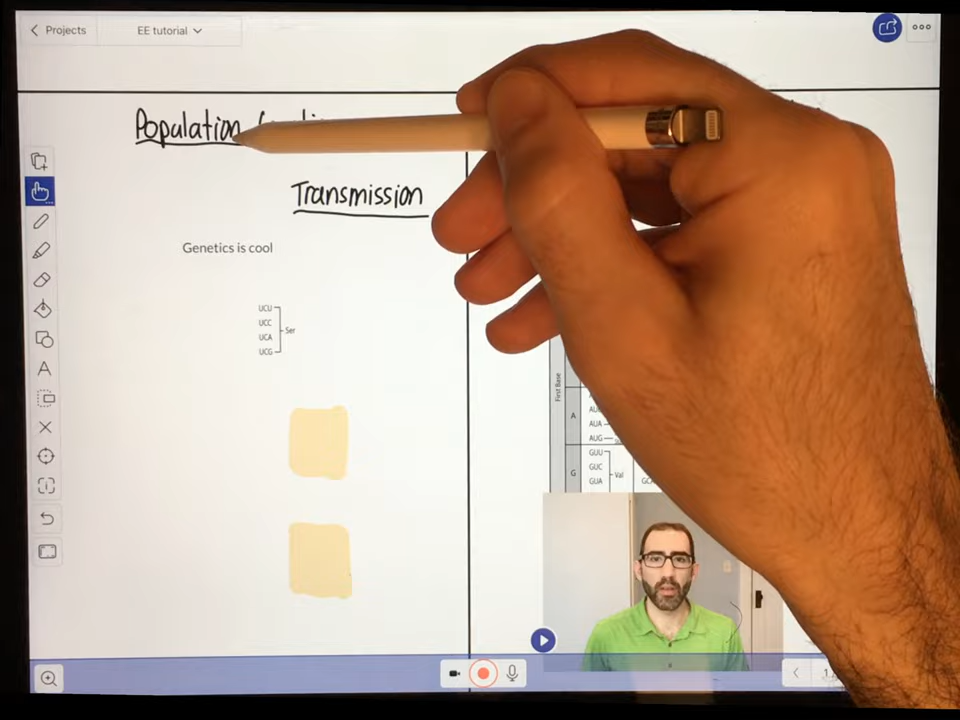 Projects
EE tutorial
Population
Transmission
Genetics is cool
UCU
UCC
UCA
UCG
Ser
First Base
A
AUA
AUG
G
GUU
GUC
GUA
Val
A